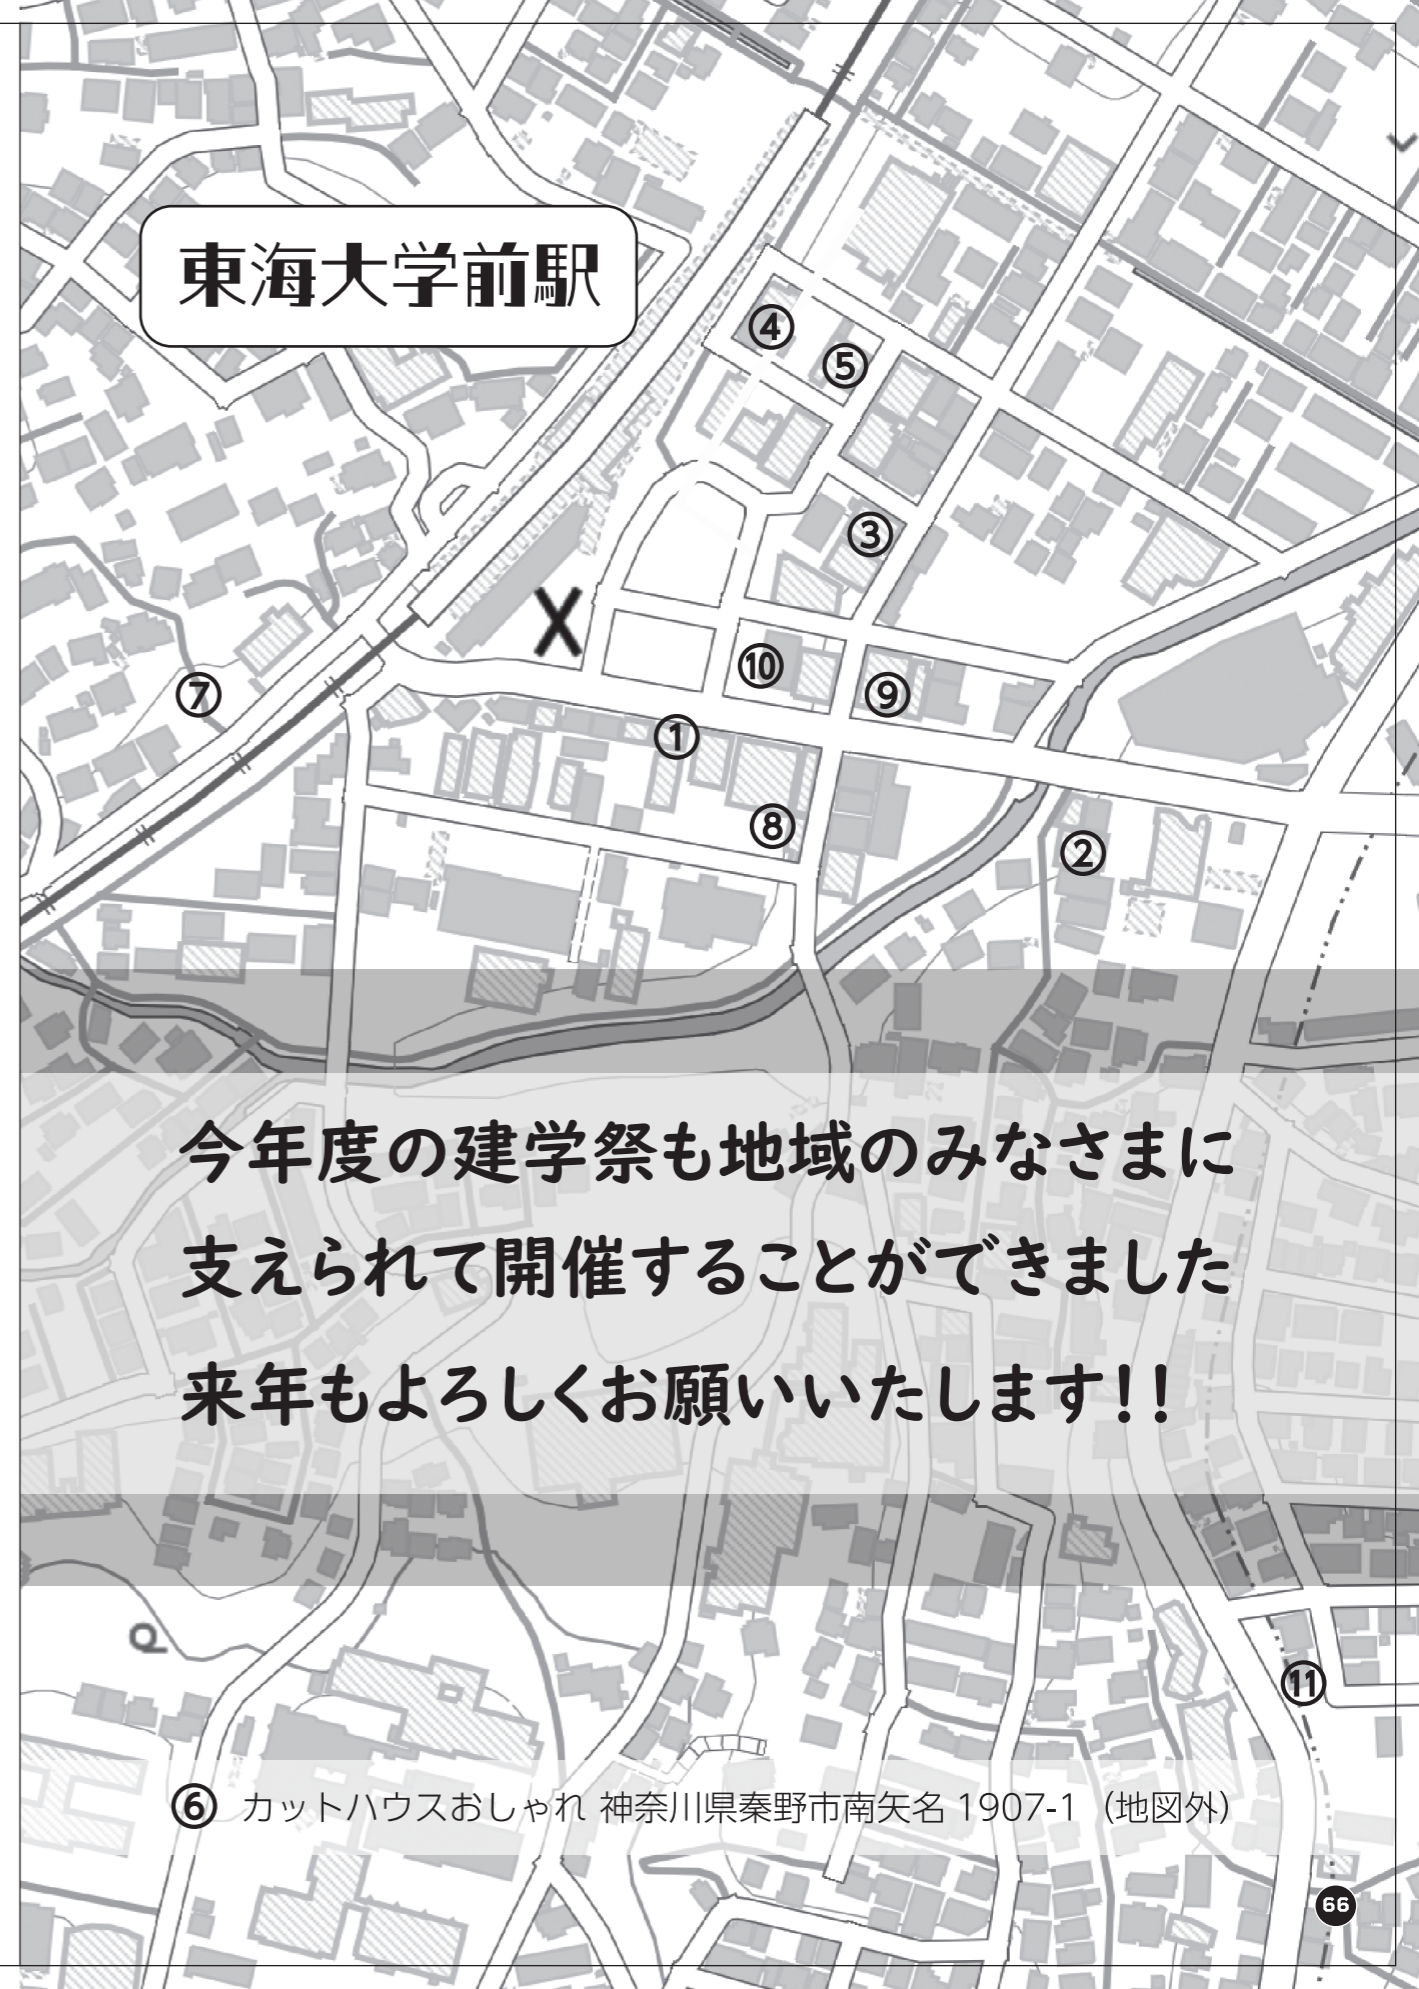 東海大学前駅
④
⑤
③
⑩
⑨
⑦
①
⑧
②
今年度の建学祭も地域のみなさまに
支えられて開催することができました
来年もよろしくお願いいたします！！
⑪
⑥ カットハウスおしゃれ 神奈川県秦野市南矢名 1907-1（地図外）
66